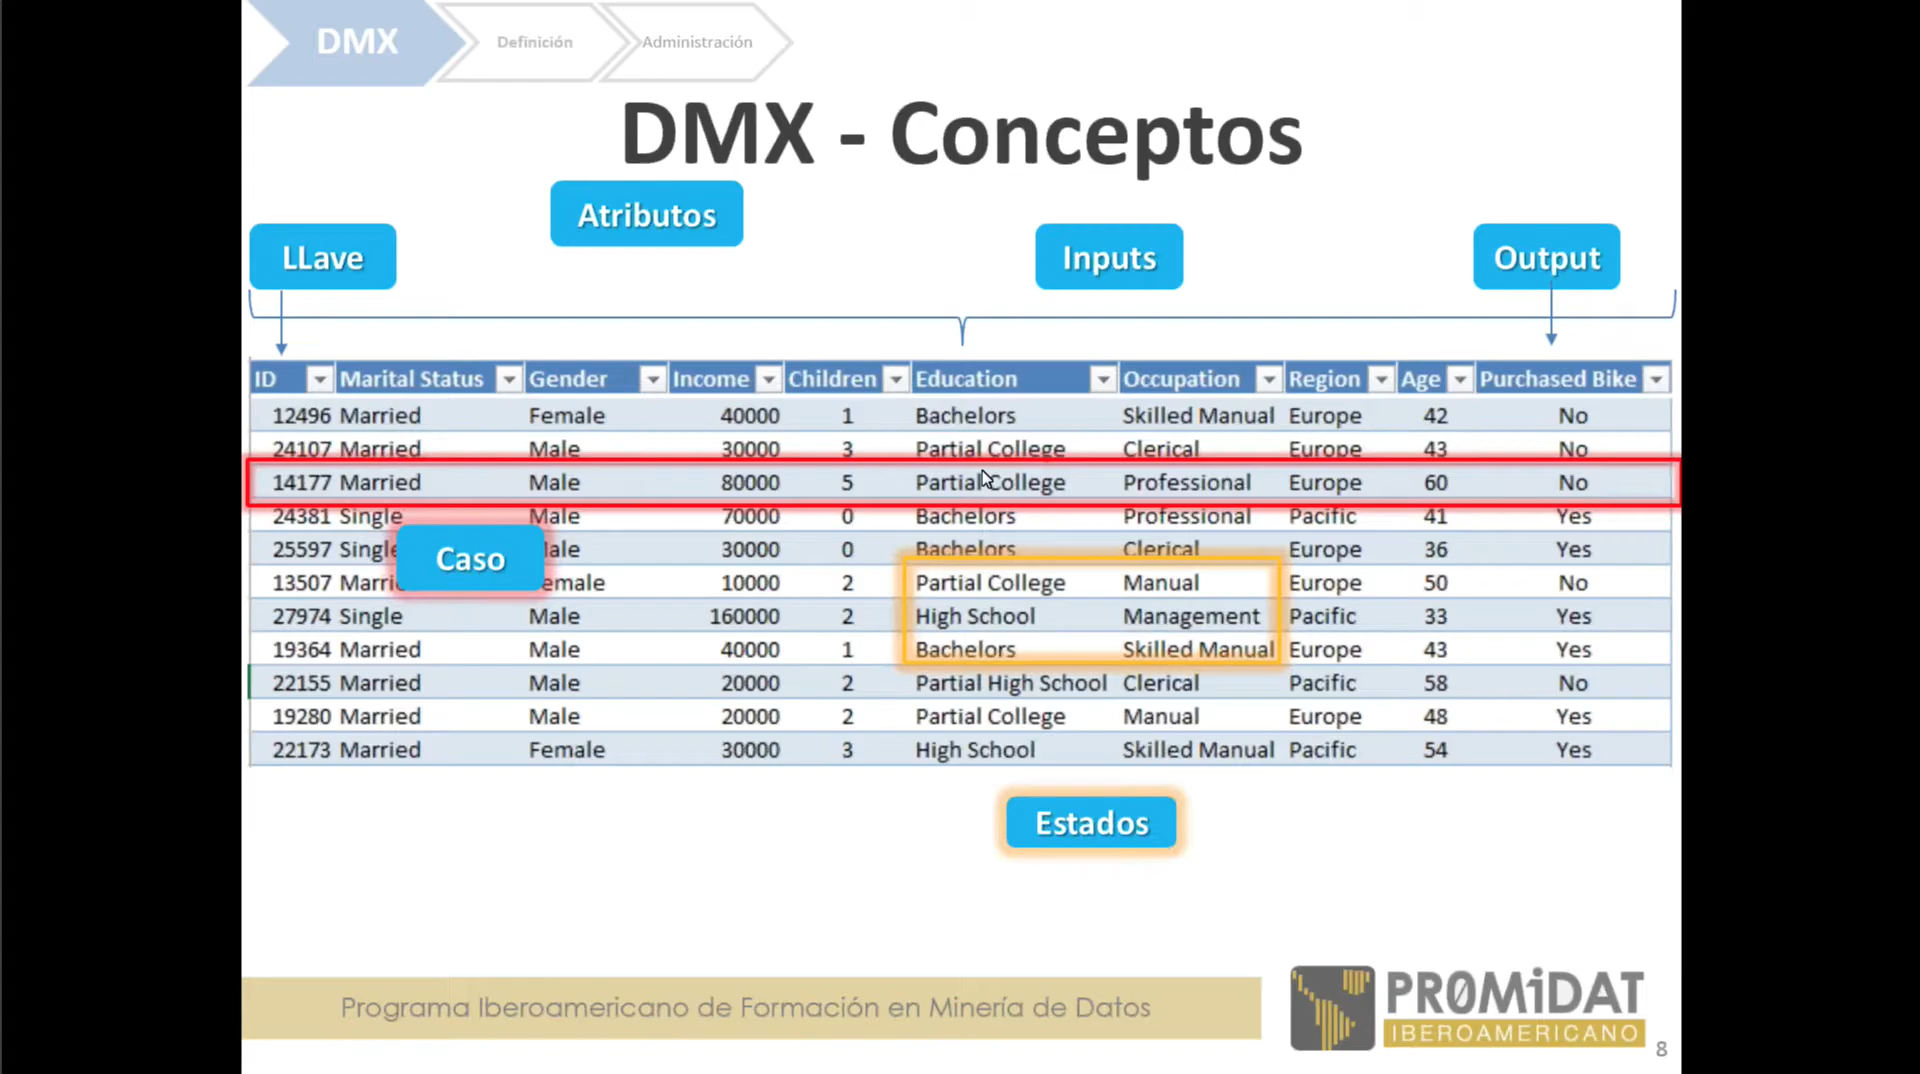 DMX Definición Administración
DMX - Conceptos
Atributos
LLave Inputs Output
ID Marital Status Gender Income Children Education Occupation Region Age Purchased Bike
12496 Married Female 40000 1 Bachelors Skilled Manual Europe 42 No
24107 Married Male 30000 3 Partial College Clerical Europe 43 No
14177 Married Male 80000 5 Partial College Professional Europe 60 No
24381 Single Male 70000 0 Bachelors Professional Pacific 41 Yes
25597 Single ale 30000 0 Bachelors Clerical Europe 36 Yes
Caso
13507 Marri emale 10000 2 Partial College Manual Europe 50 No
27974 Single Male 160000 2 High School Management Pacific 33 Yes
19364 Married Male 40000 1 Bachelors Skilled Manual Europe 43 Yes
22155 Married Male 20000 2 Partial High School Clerical Pacific 58 No
19280 Married Male 20000 2 Partial College Manual Europe 48 Yes
22173 Married Female 30000 3 High School Skilled Manual Pacific 54 Yes
Estados
Programa Iberoamericano de Formación en Minería de Datos
PR0MiDAT
IBEROAMERICANO
8